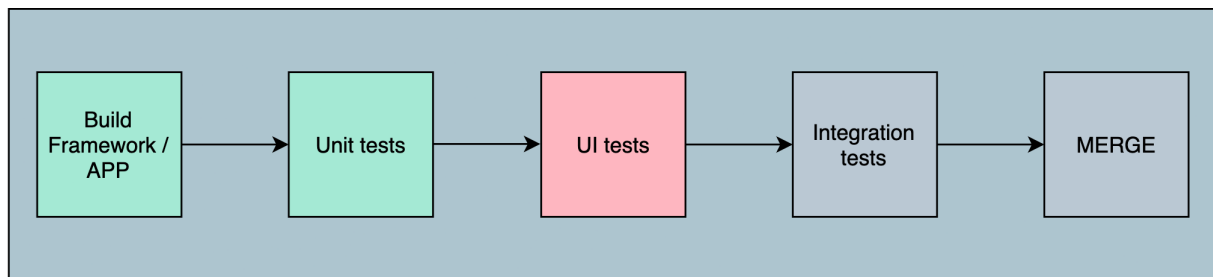 Build
Framework /
APP
Unit tests
UI tests
Integration
tests
MERGE